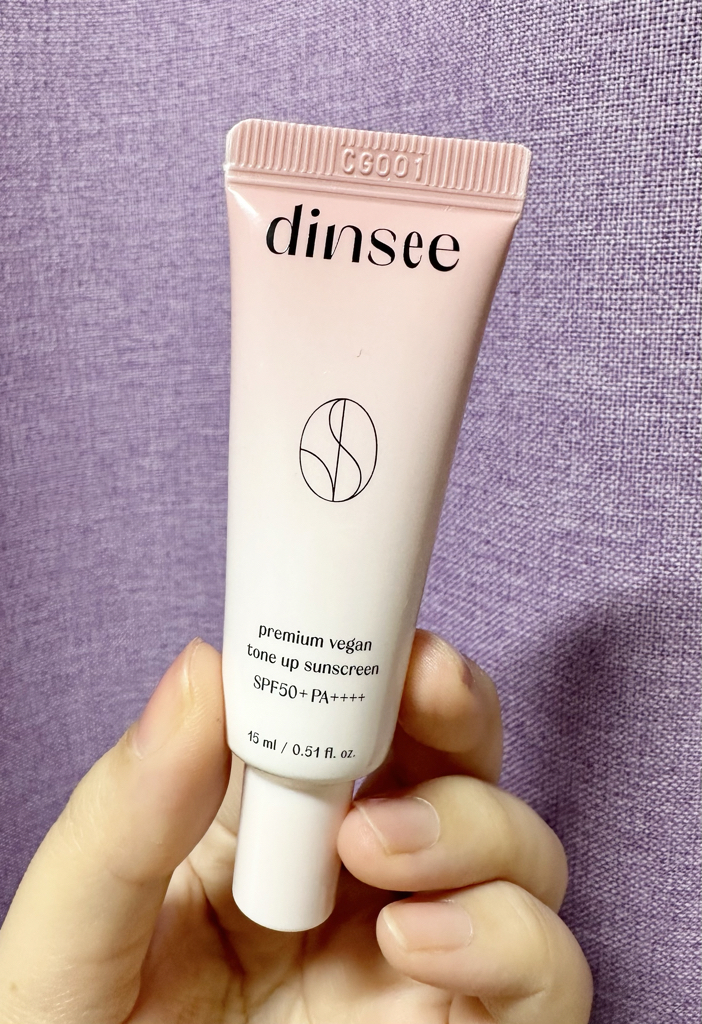 CG001
dinsee
premium vegan
tone up sunscreen
SPF50+ PA++++
15 ml / 0.51 fl. oz.